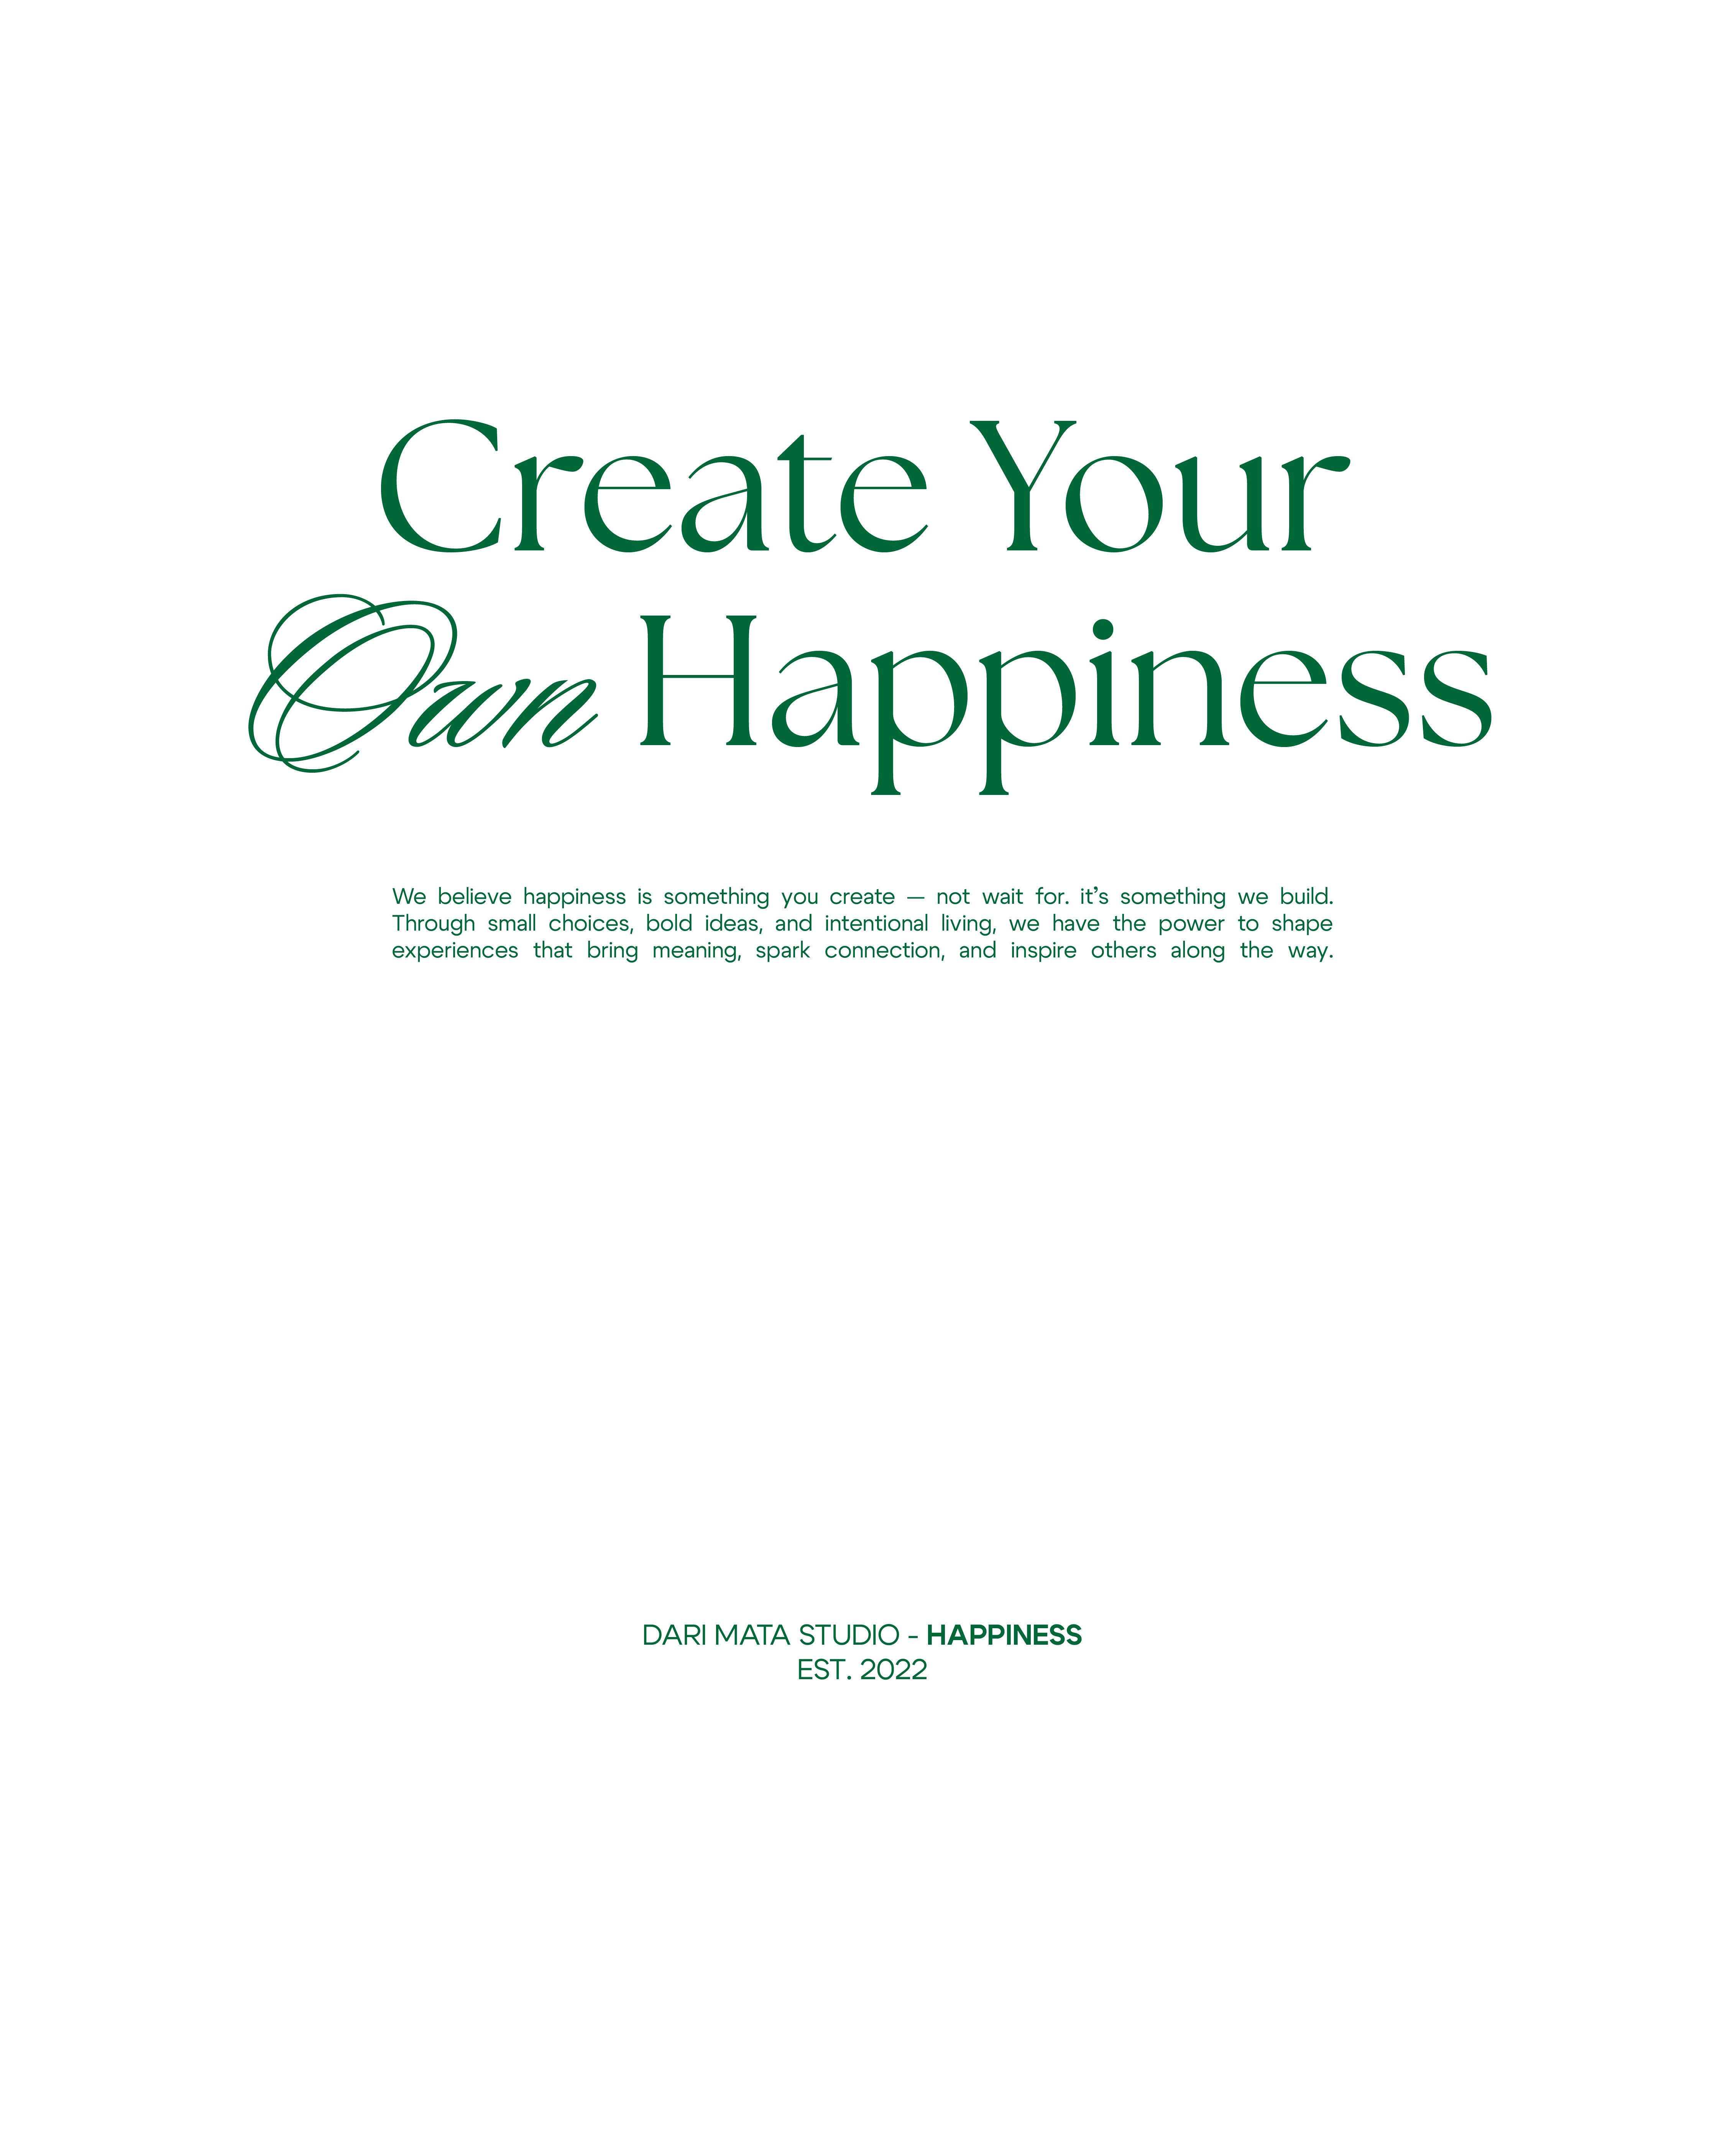 Create Your
Own Happiness
We believe happiness is something you create — not wait for. it’s something we build.
Through small choices, bold ideas, and intentional living, we have the power to shape
experiences that bring meaning, spark connection, and inspire others along the way.
DARI MATA STUDIO - HAPPINESS
EST. 2022